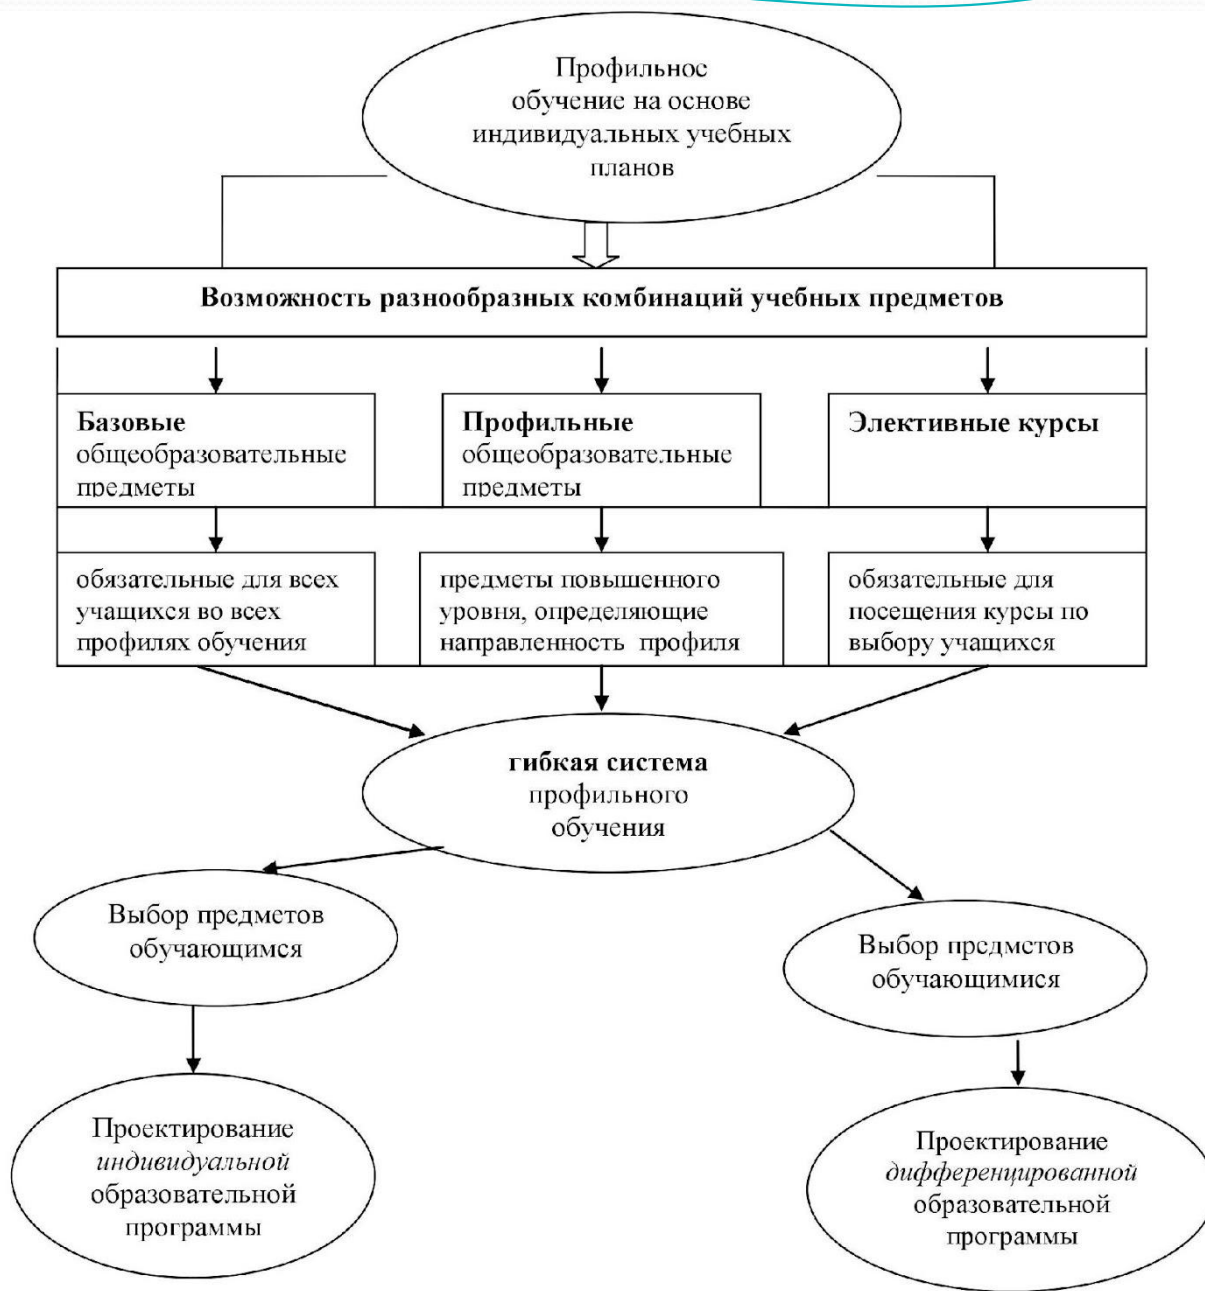 Профильное
обучение на основе
индивидуальных учебных
планов
Возможность разнообразных комбинаций учебных предметов
Базовые
общеобразовательные
предметы
Профильные
общеобразовательные
предметы
Элективные курсы
обязательные для всех
учащихся во всех
профилях обучения
предметы повышенного
уровня, определяющие
направленность профиля
обязательные для
посещения курсы по
выбору учащихся
гибкая система
профильного
обучения
Выбор предметов
обучающимся
Выбор предметов
обучающимися
Проектирование
индивидуальной
образовательной
программы
Проектирование
дифференцированной
образовательной
программы